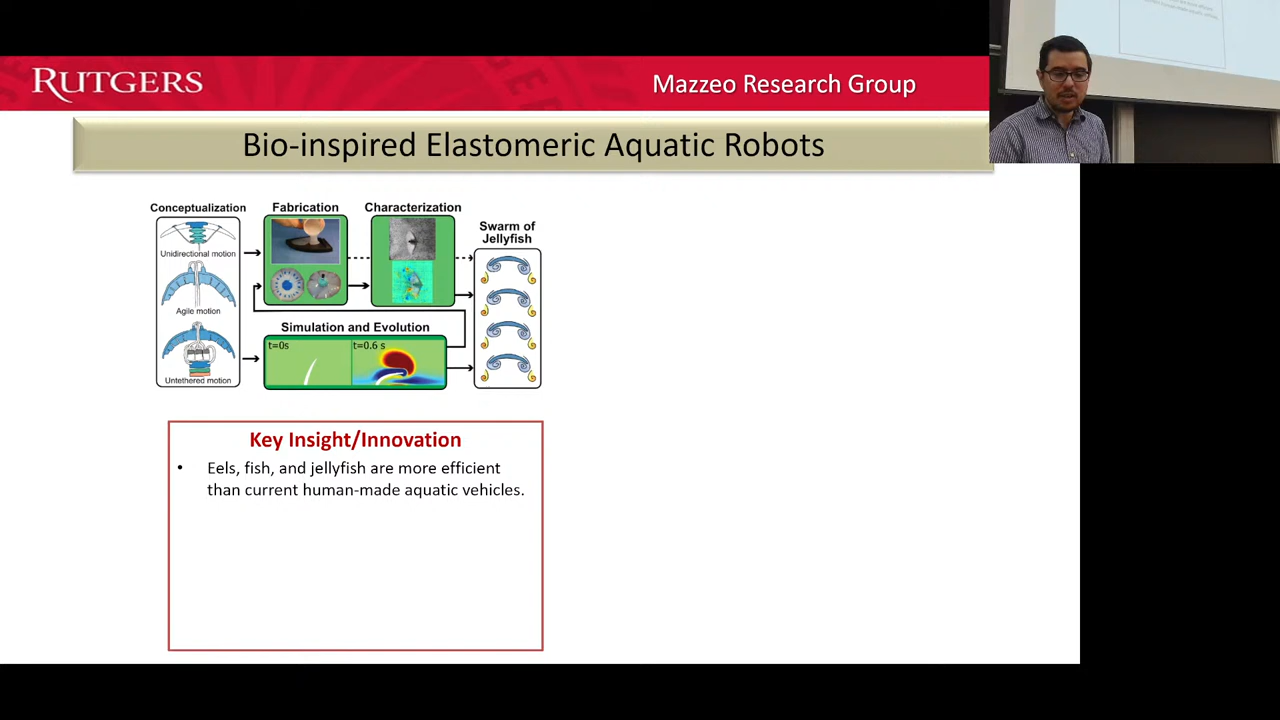 RUTGERS
Mazzeo Research Group
Bio-inspired Elastomeric Aquatic Robots
Conceptualization
Unidirectional motion
Agile motion
Untethered motion
Fabrication
Characterization
Simulation and Evolution
t=0s
t=0.6 s
Swarm of
Jellyfish
Key Insight/Innovation
• Eels, fish, and jellyfish are more efficient
than current human-made aquatic vehicles.